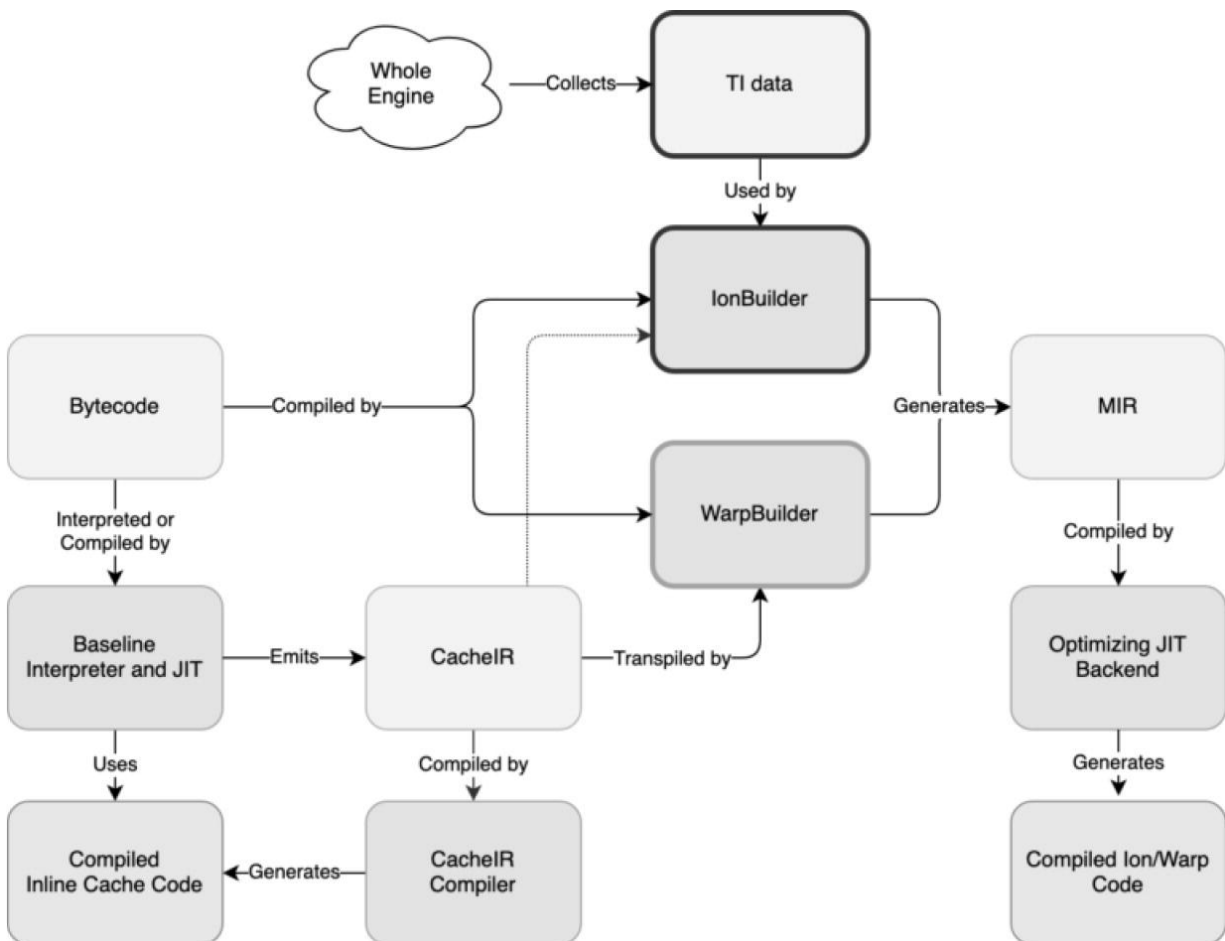 Whole
Engine
Collects
TI data
Used by
IonBuilder
Bytecode
Compiled by
Generates
MIR
Interpreted or
Compiled by
WarpBuilder
Compiled by
Baseline
Interpreter and JIT
Emits
CacheIR
Transpiled by
Optimizing JIT
Backend
Uses
Compiled by
Generates
Compiled
Inline Cache Code
Generates
CacheIR
Compiler
Compiled Ion/Warp
Code